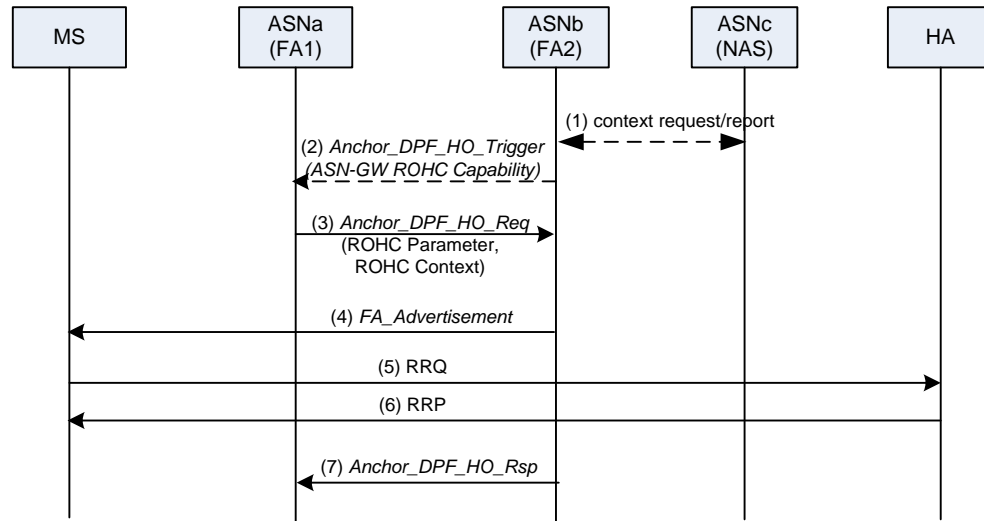 MS
ASNa
(FA1)
ASNb
(FA2)
ASNc
(NAS)
HA
(1) context request/report
(2) Anchor_DPF_HO_Trigger
(ASN-GW ROHC Capability)
(3) Anchor_DPF_HO_Req
(ROHC Parameter,
ROHC Context)
(4) FA_Advertisement
(5) RRQ
(6) RRP
(7) Anchor_DPF_HO_Rsp